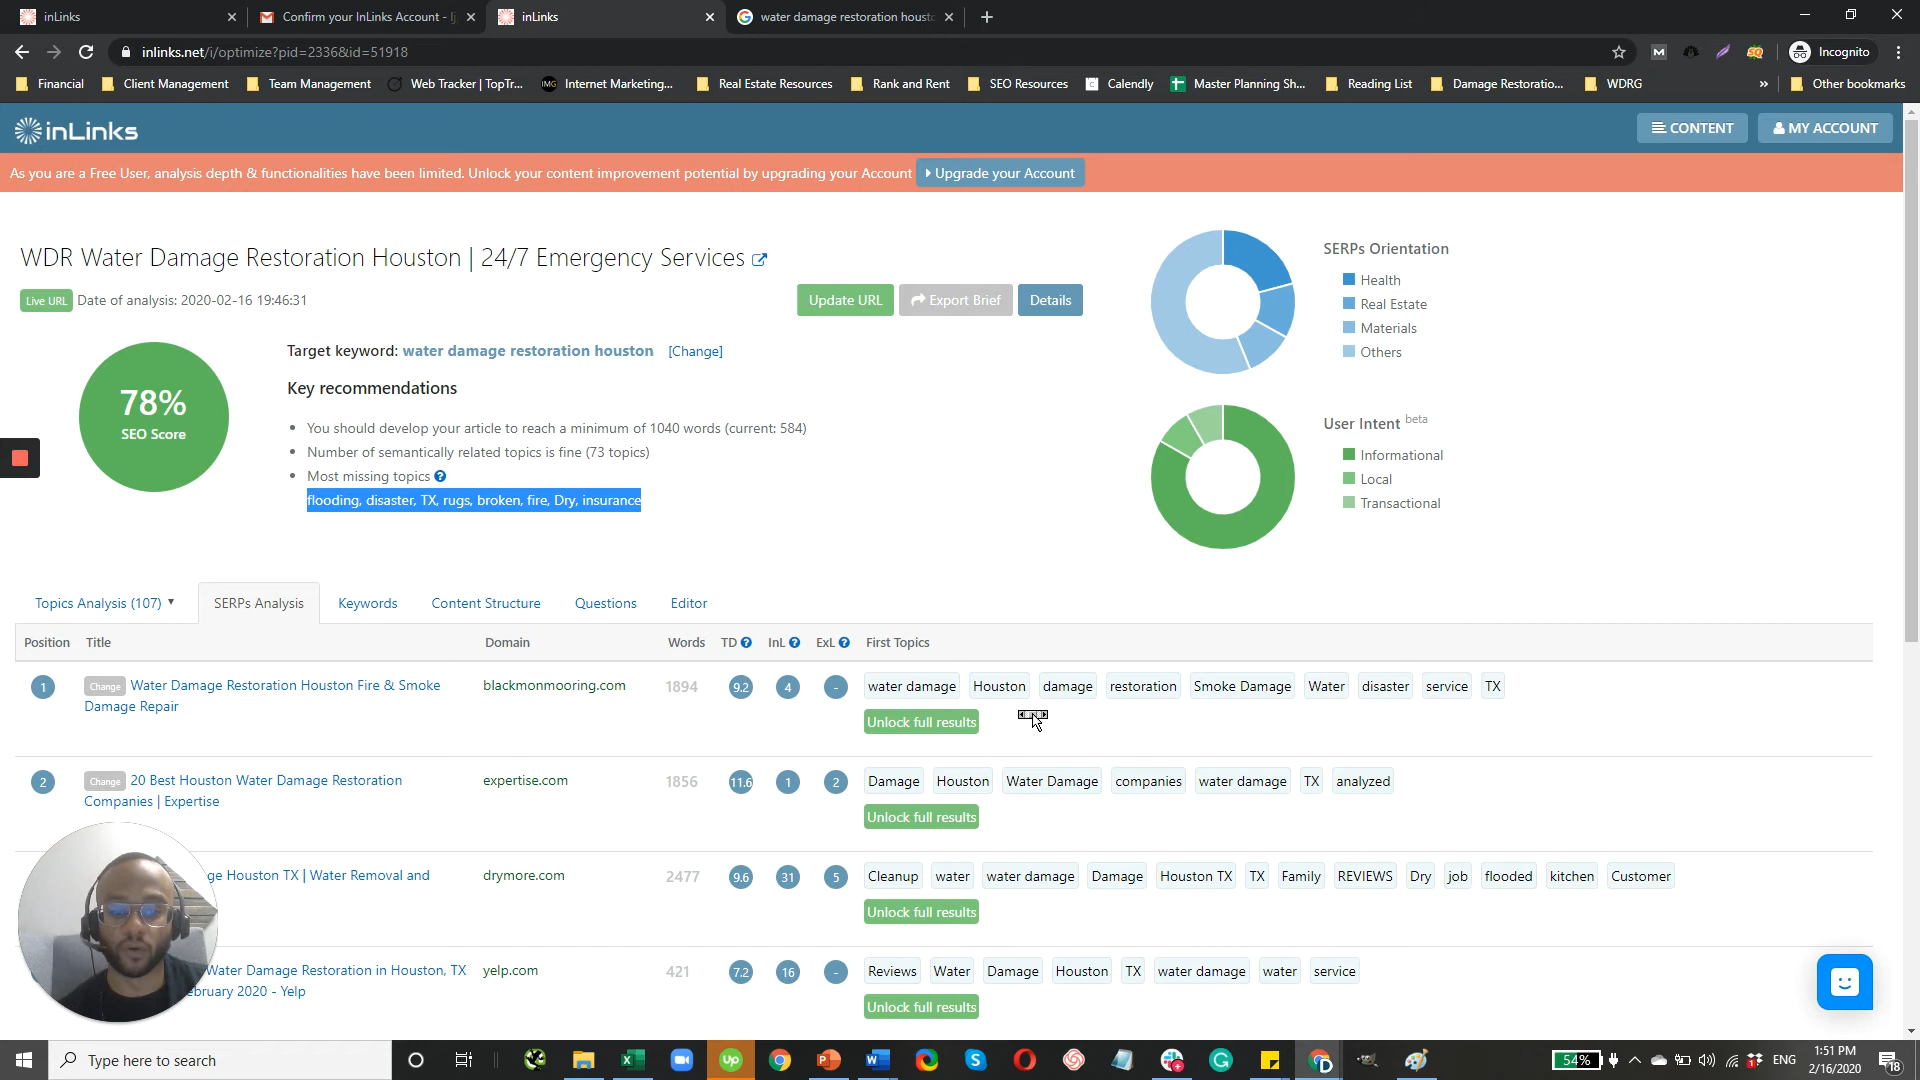 inLinks
Confirm your InLinks Account - lj
inLinks
water damage restoration houst
inlinks.net/i/optimize?pid=2336&id=51918
Incognito
Financial
Client Management
Team Management
Web Tracker | TopTr...
IMG
Internet Marketing...
Real Estate Resources
Rank and Rent
SEO Resources
Calendly
Master Planning Sh...
Reading List
Damage Restoratio...
WDRG
»
Other bookmarks
inLinks
CONTENT
MY ACCOUNT
As you are a Free User, analysis depth & functionalities have been limited. Unlock your content improvement potential by upgrading your Account
Upgrade your Account
WDR Water Damage Restoration Houston | 24/7 Emergency Services
Live URL Date of analysis: 2020-02-16 19:46:31
Update URL
Export Brief
Details
78%
SEO Score
Target keyword: water damage restoration houston [Change]
Key recommendations
You should develop your article to reach a minimum of 1040 words (current: 584)
Number of semantically related topics is fine (73 topics)
Most missing topics ?
flooding, disaster, TX, rugs, broken, fire, Dry, insurance
SERPs Orientation
Health
Real Estate
Materials
Others
User Intent beta
Informational
Local
Transactional
Topics Analysis (107)
SERPs Analysis
Keywords
Content Structure
Questions
Editor
Position Title Domain Words TD ? InL ? ExL ? First Topics
1 Change Water Damage Restoration Houston Fire & Smoke blackmonmooring.com 1894 9.2 4 - water damage Houston damage restoration Smoke Damage Water disaster service TX
Damage Repair
Unlock full results
2 Change 20 Best Houston Water Damage Restoration expertise.com 1856 11.6 1 2 Damage Houston Water Damage companies water damage TX analyzed
Companies | Expertise
Unlock full results
ge Houston TX | Water Removal and drymore.com 2477 9.6 31 5 Cleanup water water damage Damage Houston TX TX Family REVIEWS Dry job flooded kitchen Customer
Unlock full results
Water Damage Restoration in Houston, TX yelp.com 421 7.2 16 - Reviews Water Damage Houston TX water damage water service
ebruary 2020 - Yelp
Unlock full results
Type here to search
Up
54%
ENG
1:51 PM
2/16/2020
18